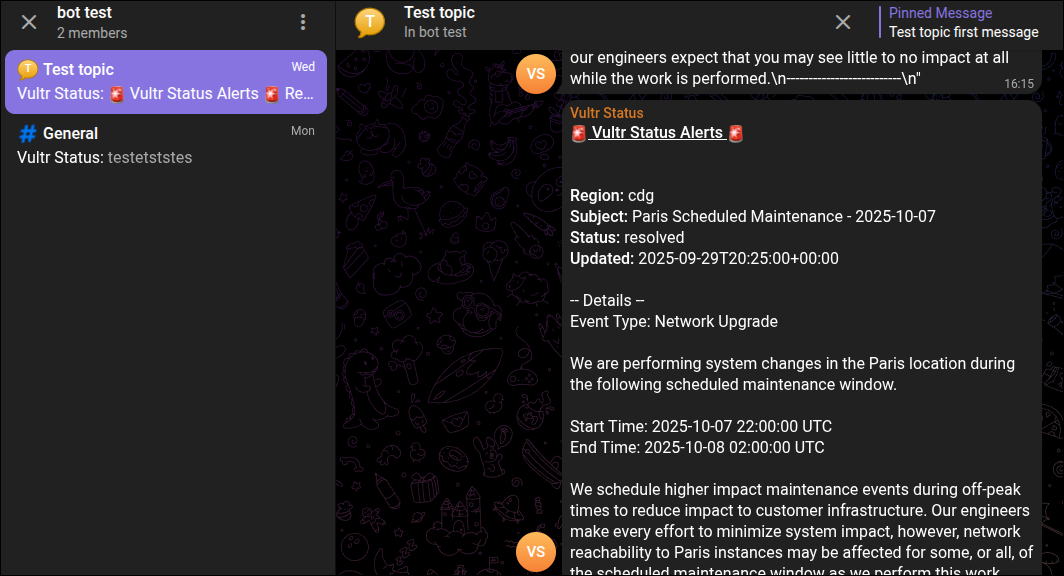 bot test
2 members
T Test topic Wed
Vultr Status: 🚨 Vultr Status Alerts 🚨 Re...
# General Mon
Vultr Status: testetststes
T
Test topic
In bot test
Pinned Message
Test topic first message
our engineers expect that you may see little to no impact at all
while the work is performed.\n--------------------------\n"
16:15
VS
Vultr Status
🚨 Vultr Status Alerts 🚨
Region: cdg
Subject: Paris Scheduled Maintenance - 2025-10-07
Status: resolved
Updated: 2025-09-29T20:25:00+00:00
-- Details --
Event Type: Network Upgrade
We are performing system changes in the Paris location during
the following scheduled maintenance window.
Start Time: 2025-10-07 22:00:00 UTC
End Time: 2025-10-08 02:00:00 UTC
We schedule higher impact maintenance events during off-peak
times to reduce impact to customer infrastructure. Our engineers
make every effort to minimize system impact, however, network
reachability to Paris instances may be affected for some, or all, of
the scheduled maintenance window as we perform this work.
VS